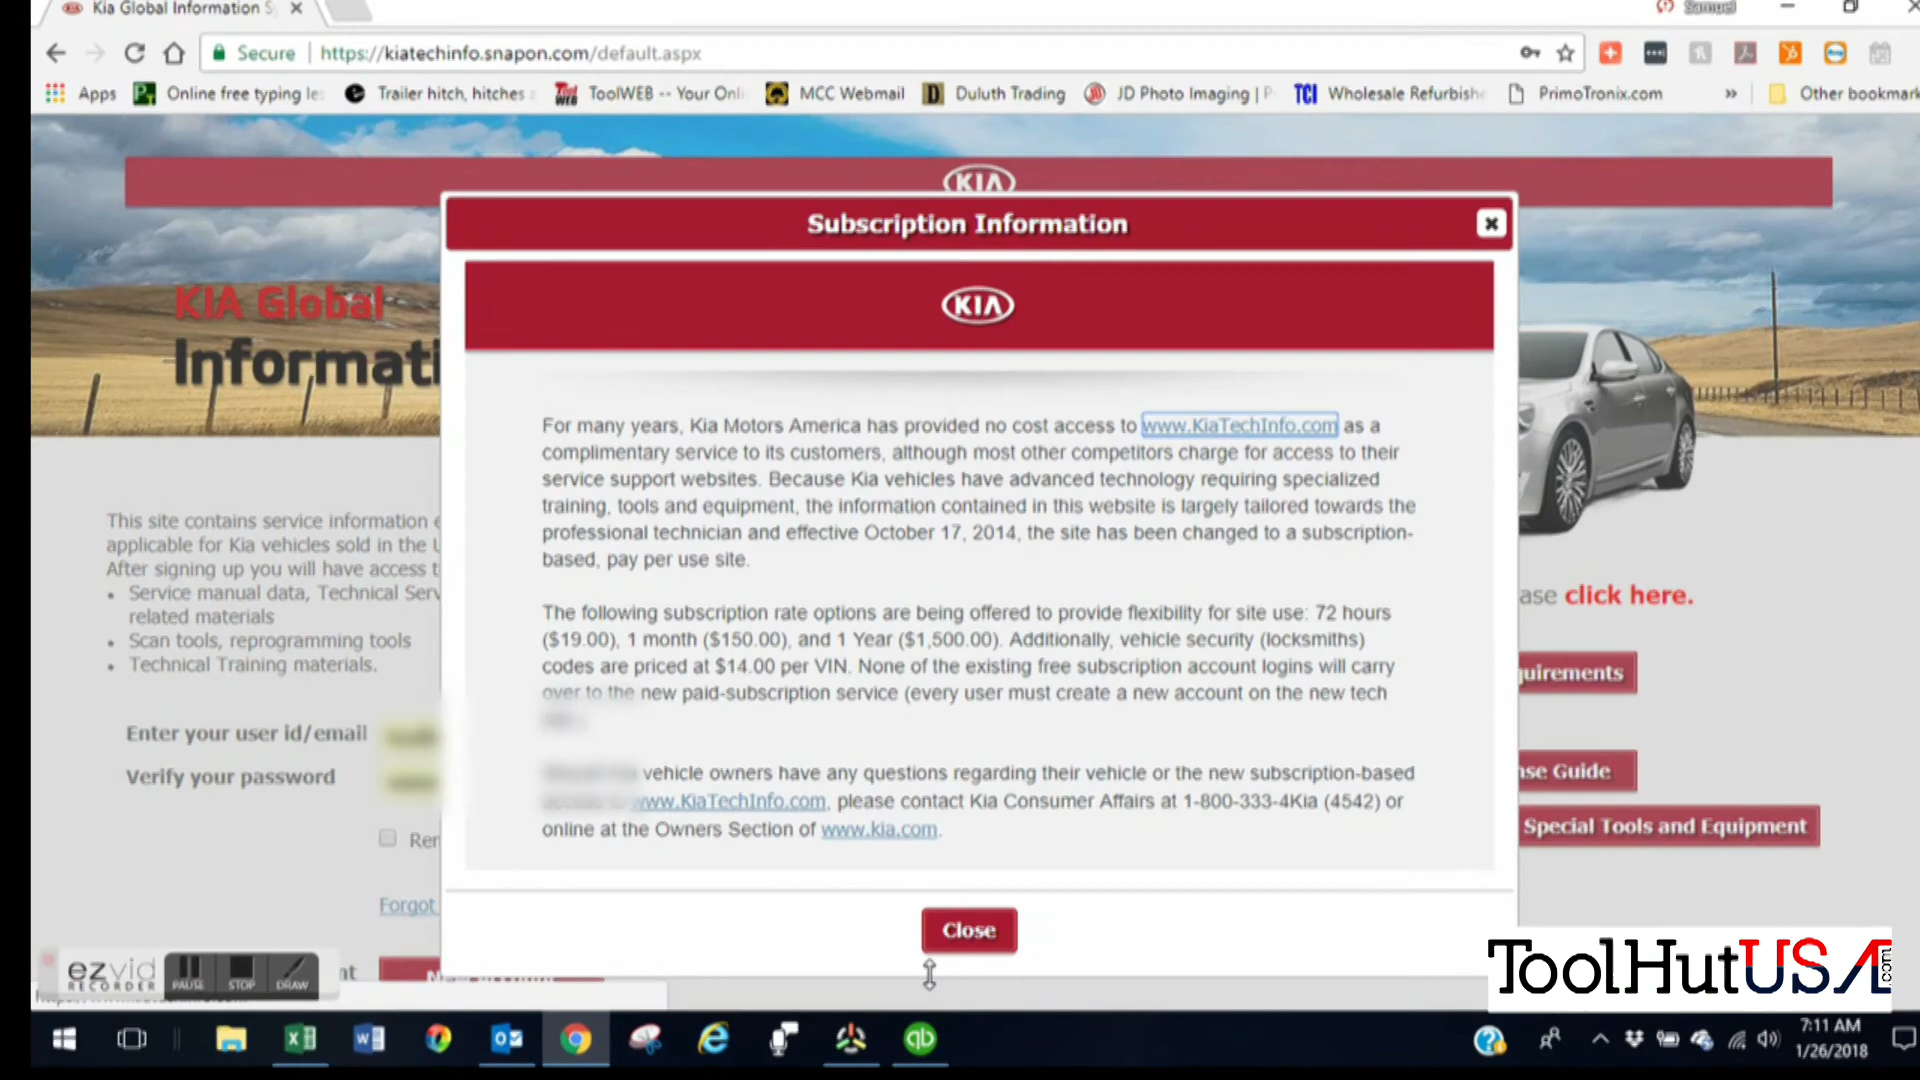 Kia Global Information S
Samuel
Secure | https://kiatechinfo.snapon.com/default.aspx
Apps
Online free typing le
Trailer hitch, hitches
ToolWEB -- Your Onli
MCC Webmail
Duluth Trading
JD Photo Imaging | P
TCI Wholesale Refurbishe
PrimoTronix.com
»
Other bookmark
KIA
Subscription Information
KIA
KIA Global
Informati
For many years, Kia Motors America has provided no cost access to www.KiaTechInfo.com as a
complimentary service to its customers, although most other competitors charge for access to their
service support websites. Because Kia vehicles have advanced technology requiring specialized
training, tools and equipment, the information contained in this website is largely tailored towards the
professional technician and effective October 17, 2014, the site has been changed to a subscription-
based, pay per use site.
The following subscription rate options are being offered to provide flexibility for site use: 72 hours
($19.00), 1 month ($150.00), and 1 Year ($1,500.00). Additionally, vehicle security (locksmiths)
codes are priced at $14.00 per VIN. None of the existing free subscription account logins will carry
over to the new paid-subscription service (every user must create a new account on the new tech
vehicle owners have any questions regarding their vehicle or the new subscription-based
www.KiaTechInfo.com, please contact Kia Consumer Affairs at 1-800-333-4Kia (4542) or
online at the Owners Section of www.kia.com.
Close
This site contains service information
applicable for Kia vehicles sold in the U
After signing up you will have access t
• Service manual data, Technical Serv
related materials
• Scan tools, reprogramming tools
• Technical Training materials.
Enter your user id/email
Verify your password
Rem
Forgot
nt
ase click here.
quirements
nse Guide
Special Tools and Equipment
ezvid
RECORDER
PAUSE
STOP
DRAW
ToolHutUSA.com
7:11 AM
1/26/2018